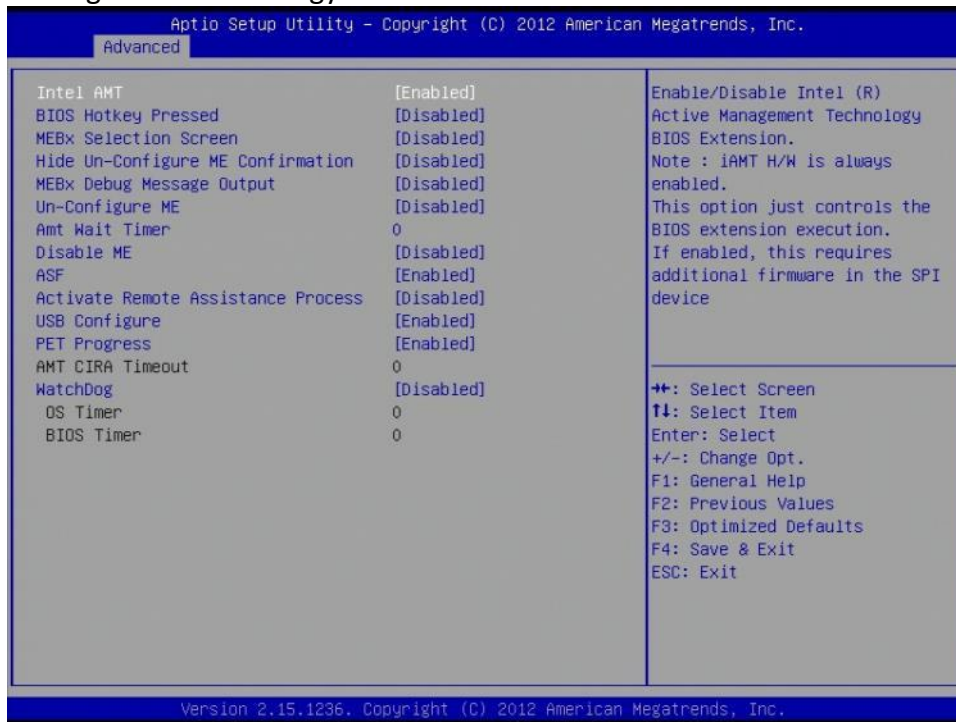 Aptio Setup Utility – Copyright (C) 2012 American Megatrends, Inc.
Advanced
Intel AMT [Enabled]
BIOS Hotkey Pressed [Disabled]
MEBx Selection Screen [Disabled]
Hide Un-Configure ME Confirmation [Disabled]
MEBx Debug Message Output [Disabled]
Un-Configure ME [Disabled]
Amt Wait Timer 0
Disable ME [Disabled]
ASF [Enabled]
Activate Remote Assistance Process [Disabled]
USB Configure [Enabled]
PET Progress [Enabled]
AMT CIRA Timeout 0
WatchDog [Disabled]
OS Timer 0
BIOS Timer 0
Enable/Disable Intel (R)
Active Management Technology
BIOS Extension.
Note : iAMT H/W is always
enabled.
This option just controls the
BIOS extension execution.
If enabled, this requires
additional firmware in the SPI
device
→←: Select Screen
↑↓: Select Item
Enter: Select
+/-: Change Opt.
F1: General Help
F2: Previous Values
F3: Optimized Defaults
F4: Save & Exit
ESC: Exit
Version 2.15.1236. Copyright (C) 2012 American Megatrends, Inc.